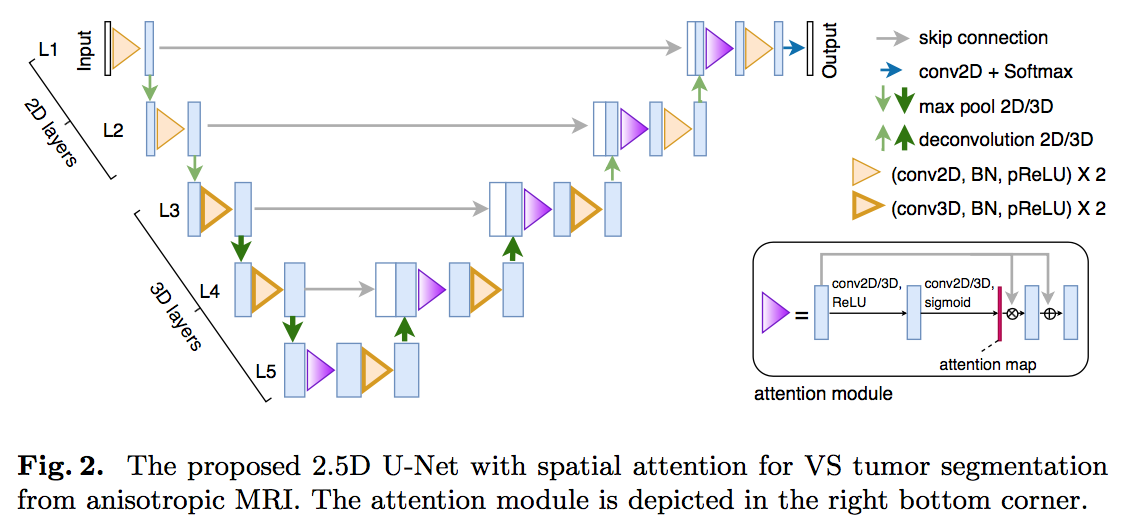 L1
Input
Output
2D layers
L2
L3
3D layers
L4
L5
skip connection
conv2D + Softmax
max pool 2D/3D
deconvolution 2D/3D
(conv2D, BN, pReLU) X 2
(conv3D, BN, pReLU) X 2
=
conv2D/3D,
ReLU
conv2D/3D,
sigmoid
attention map
attention module
Fig. 2. The proposed 2.5D U-Net with spatial attention for VS tumor segmentation
from anisotropic MRI. The attention module is depicted in the right bottom corner.